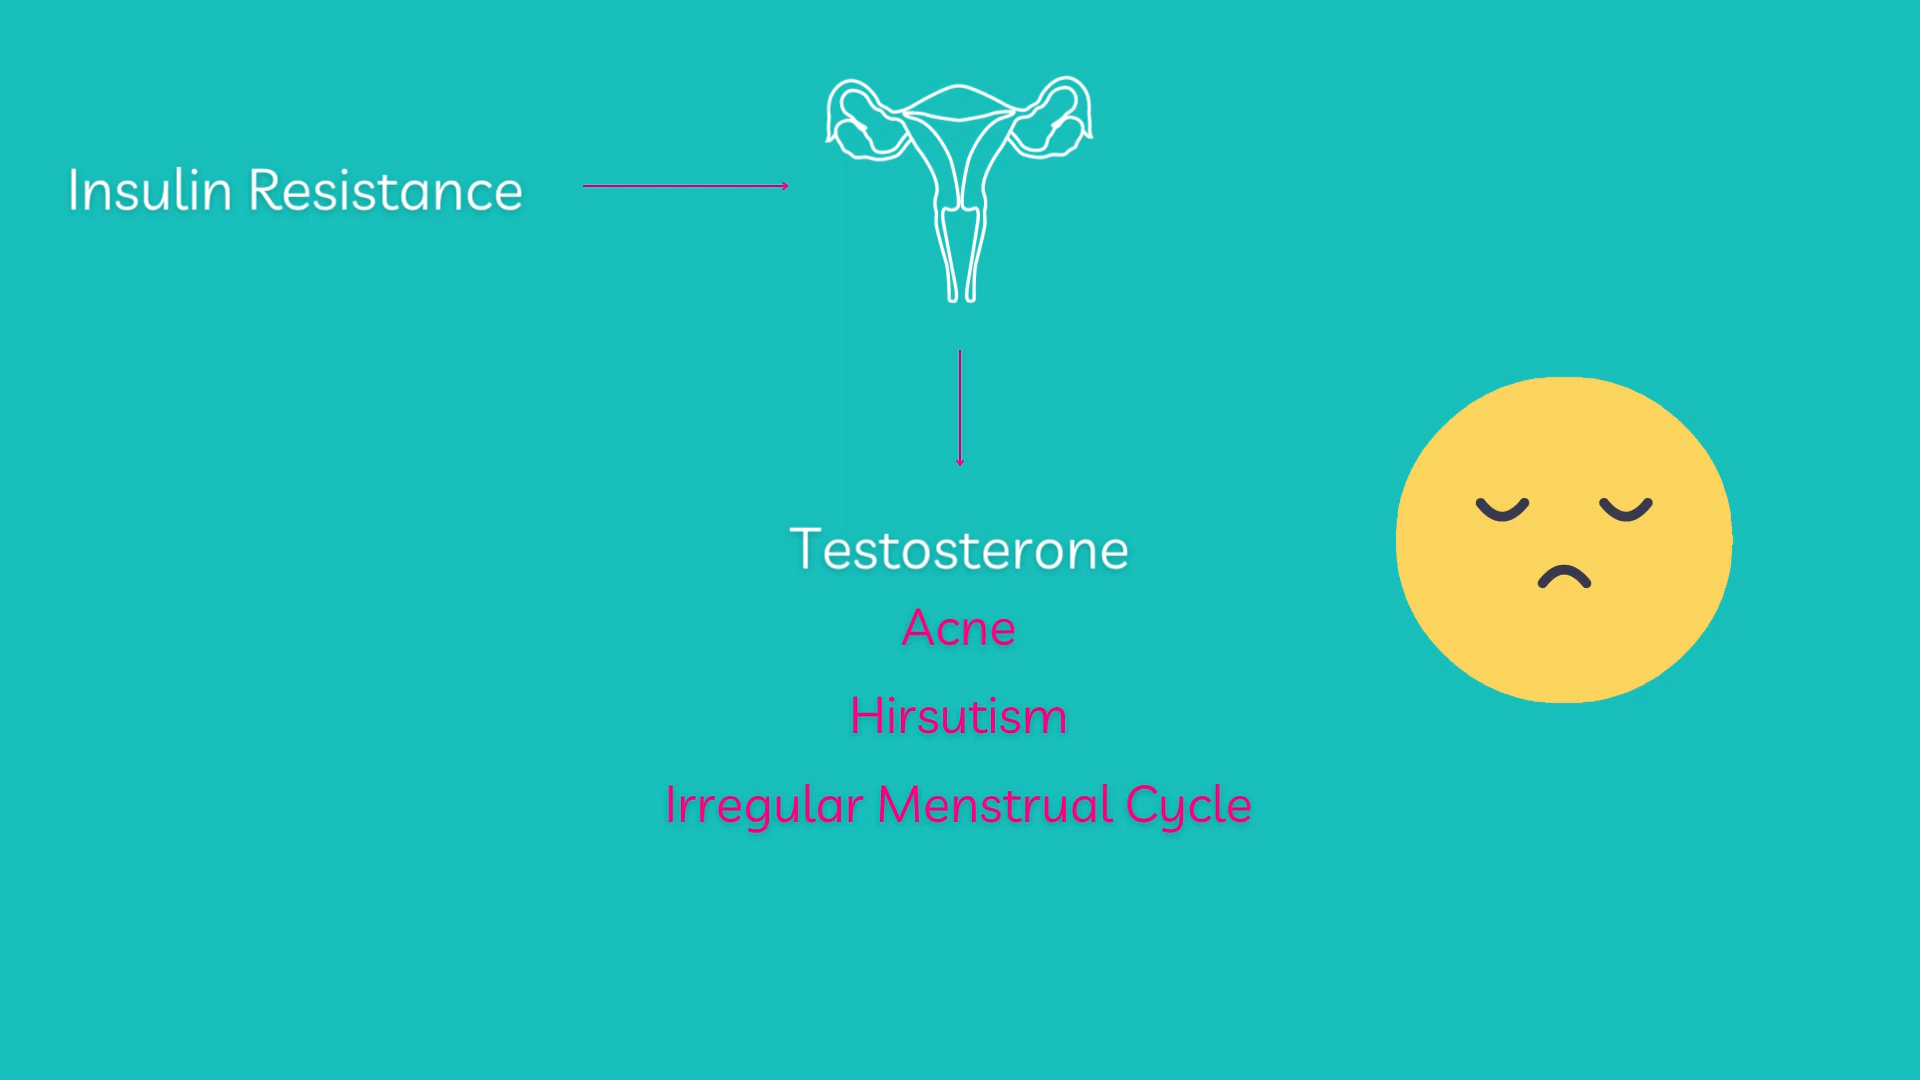 Insulin Resistance
Testosterone
Acne
Hirsutism
Irregular Menstrual Cycle